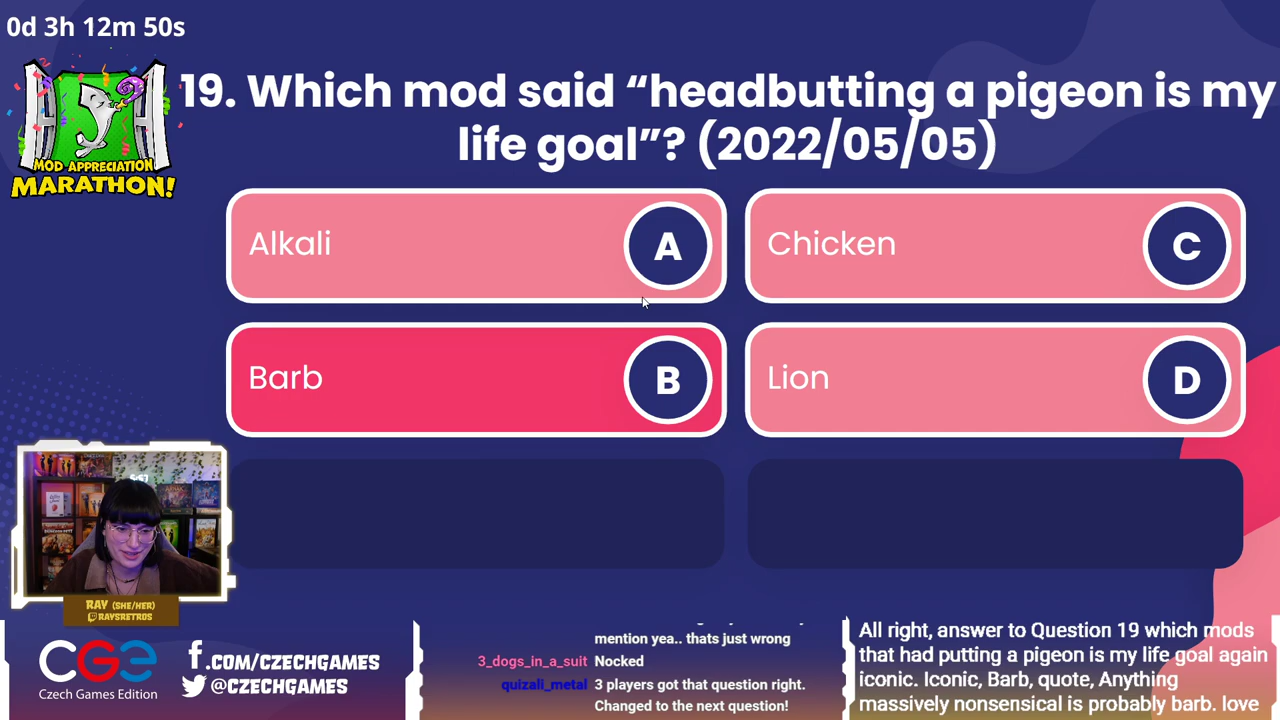 0d 3h 12m 50s
MOD APPRECIATION
MARATHON!
19. Which mod said “headbutting a pigeon is my
life goal”? (2022/05/05)
Alkali
A
Chicken
C
Barb
B
Lion
D
RAY (SHE/HER)
RAYSRETROS
CGE
Czech Games Edition
f.COM/CZECHGAMES
@CZECHGAMES
mention yea.. thats just wrong
3_dogs_in_a_suit Nocked
quizali_metal 3 players got that question right.
Changed to the next question!
All right, answer to Question 19 which mods
that had putting a pigeon is my life goal again
iconic. Iconic, Barb, quote, Anything
massively nonsensical is probably barb. love